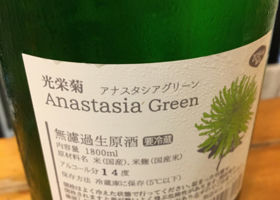 アナスタシアグリーン
光栄菊
Anastasia Green
無濾過生原酒 要冷蔵
内容量 1800ml
原材料名 米(国産)、米麹(国産米)
アルコール分 14度
保存方法 冷蔵庫に保存(5℃以下)